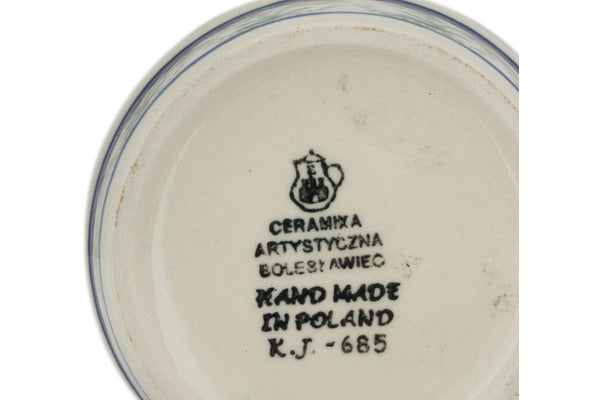 CERAMIKA
ARTYSTYCZNA
BOLESŁAWIEC
HAND MADE
IN POLAND
K.J. - 685